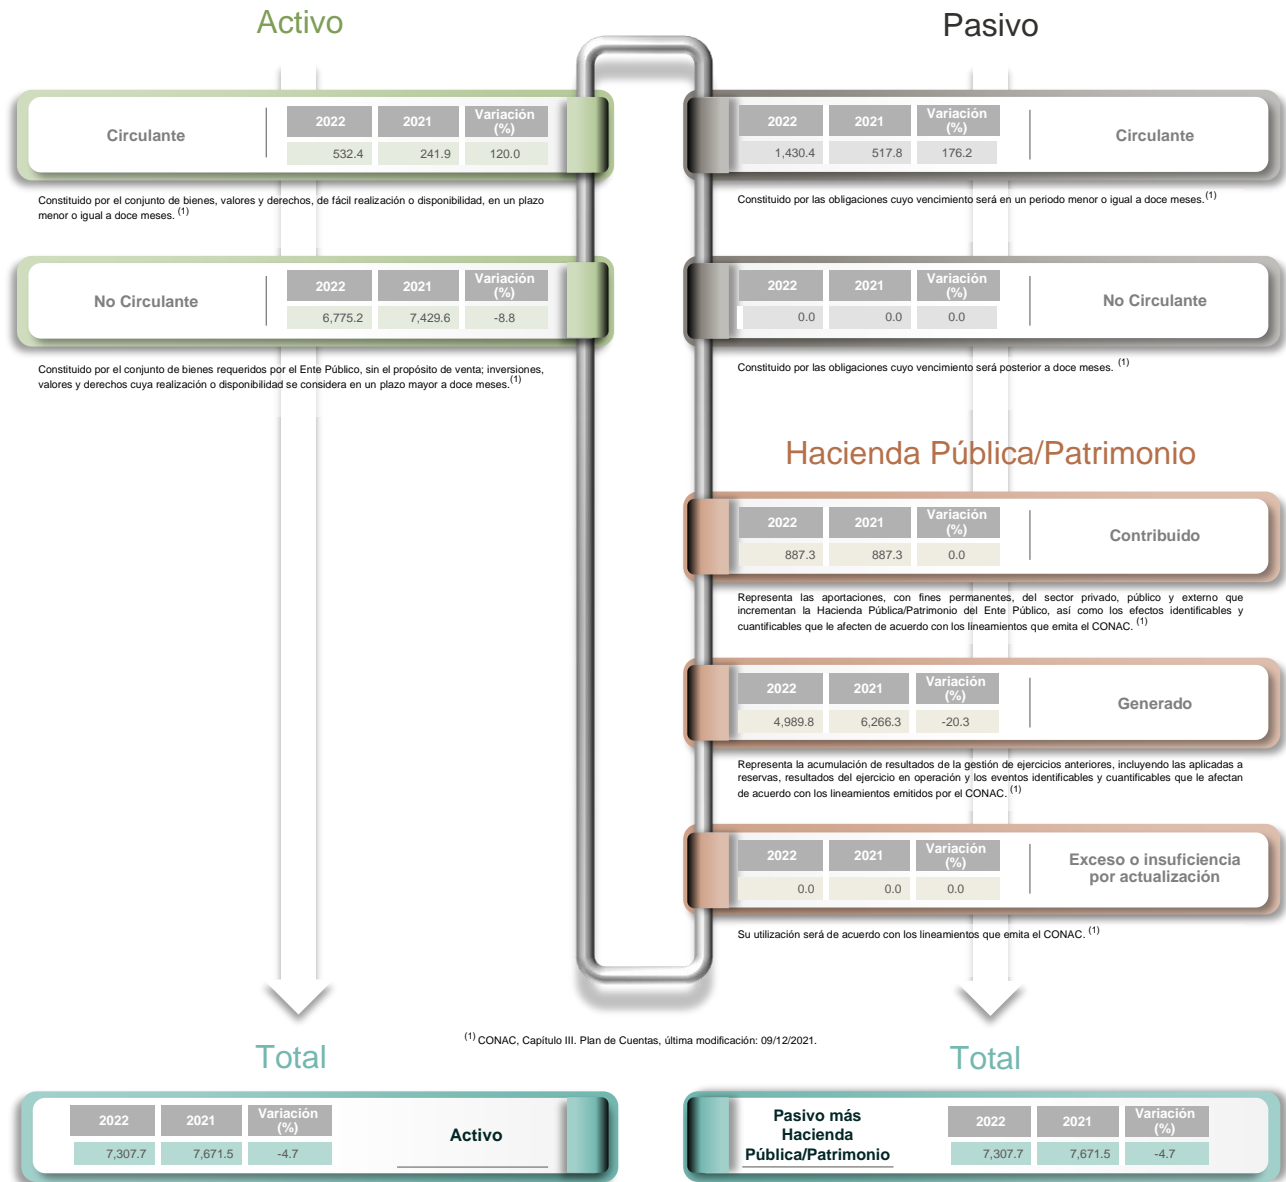 Activo
Circulante
2022 2021 Variación (%)
532.4 241.9 120.0
Constituido por el conjunto de bienes, valores y derechos, de fácil realización o disponibilidad, en un plazo
menor o igual a doce meses. (1)
No Circulante
2022 2021 Variación (%)
6,775.2 7,429.6 -8.8
Constituido por el conjunto de bienes requeridos por el Ente Público, sin el propósito de venta; inversiones,
valores y derechos cuya realización o disponibilidad se considera en un plazo mayor a doce meses.(1)
Pasivo
2022 2021 Variación (%)
1,430.4 517.8 176.2
Circulante
Constituido por las obligaciones cuyo vencimiento será en un periodo menor o igual a doce meses.(1)
2022 2021 Variación (%)
0.0 0.0 0.0
No Circulante
Constituido por las obligaciones cuyo vencimiento será posterior a doce meses. (1)
Hacienda Pública/Patrimonio
2022 2021 Variación (%)
887.3 887.3 0.0
Contribuido
Representa las aportaciones, con fines permanentes, del sector privado, público y externo que
incrementan la Hacienda Pública/Patrimonio del Ente Público, así como los efectos identificables y
cuantificables que le afecten de acuerdo con los lineamientos que emita el CONAC. (1)
2022 2021 Variación (%)
4,989.8 6,266.3 -20.3
Generado
Representa la acumulación de resultados de la gestión de ejercicios anteriores, incluyendo las aplicadas a
reservas, resultados del ejercicio en operación y los eventos identificables y cuantificables que le afectan
de acuerdo con los lineamientos emitidos por el CONAC. (1)
2022 2021 Variación (%)
0.0 0.0 0.0
Exceso o insuficiencia
por actualización
Su utilización será de acuerdo con los lineamientos que emita el CONAC. (1)
(1) CONAC, Capítulo III. Plan de Cuentas, última modificación: 09/12/2021.
Total
2022 2021 Variación (%)
7,307.7 7,671.5 -4.7
Activo
Total
Pasivo más
Hacienda
Pública/Patrimonio
2022 2021 Variación (%)
7,307.7 7,671.5 -4.7